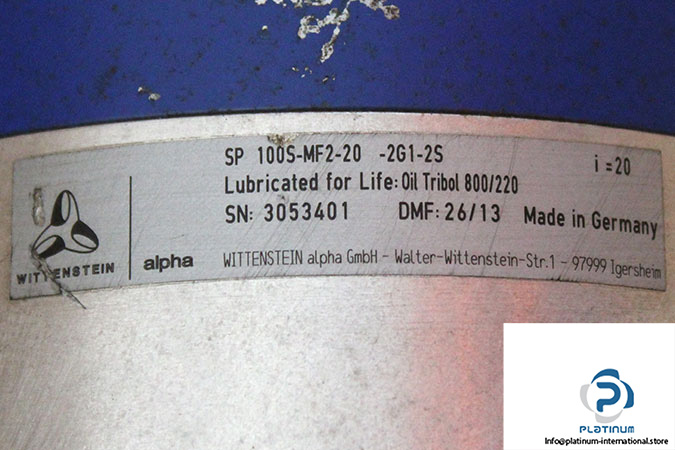 SP 100S-MF2-20 -2G1-2S i =20
Lubricated for Life: Oil Tribol 800/220
SN: 3053401 DMF: 26/13 Made in Germany
WITTENSTEIN alpha WITTENSTEIN alpha GmbH - Walter-Wittenstein-Str.1 - 97999 Igersheim
PLATINUM
Info@platinum-international.store